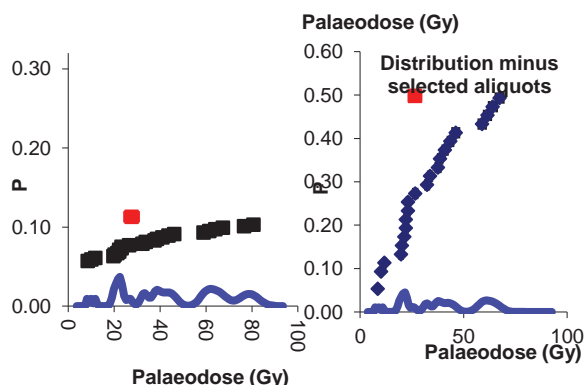 Palaeodose (Gy)
0.30
0.20
P
0.10
0.00
0
20
40
60
80
100
Palaeodose (Gy)
0.60
Distribution minus
selected aliquots
0.50
0.40
0.30
P
0.20
0.10
0.00
0
50
100
Palaeodose (Gy)